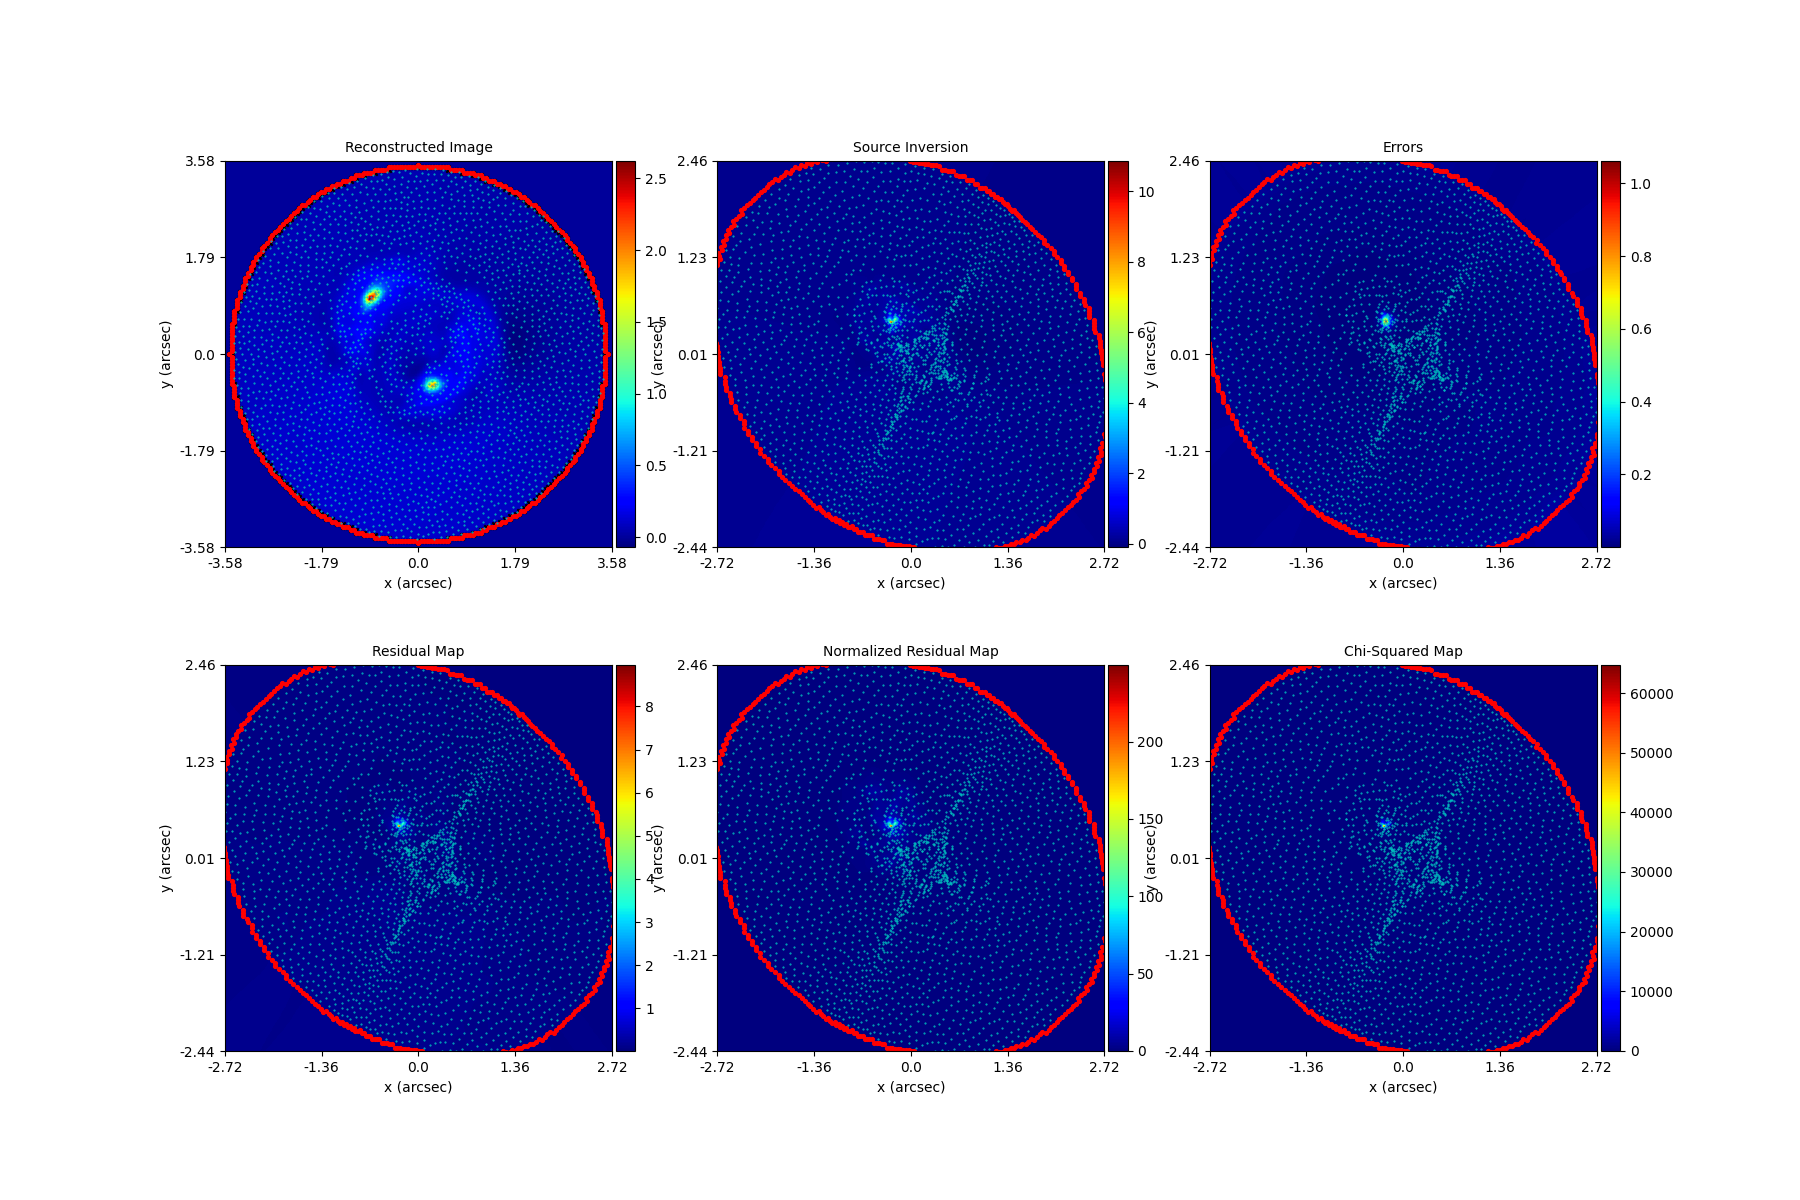 Reconstructed Image
3.58
1.79
0.0
-1.79
-3.58
y (arcsec)
-3.58 -1.79 0.0 1.79 3.58
x (arcsec)
2.5
2.0
1.5
1.0
0.5
0.0
Source Inversion
2.46
1.23
0.01
-1.21
-2.44
y (arcsec)
-2.72 -1.36 0.0 1.36 2.72
x (arcsec)
10
8
6
4
2
0
Errors
2.46
1.23
0.01
-1.21
-2.44
y (arcsec)
-2.72 -1.36 0.0 1.36 2.72
x (arcsec)
1.0
0.8
0.6
0.4
0.2
Residual Map
2.46
1.23
0.01
-1.21
-2.44
y (arcsec)
-2.72 -1.36 0.0 1.36 2.72
x (arcsec)
8
7
6
5
4
3
2
1
Normalized Residual Map
2.46
1.23
0.01
-1.21
-2.44
y (arcsec)
-2.72 -1.36 0.0 1.36 2.72
x (arcsec)
200
150
100
50
0
Chi-Squared Map
2.46
1.23
0.01
-1.21
-2.44
y (arcsec)
-2.72 -1.36 0.0 1.36 2.72
x (arcsec)
60000
50000
40000
30000
20000
10000
0